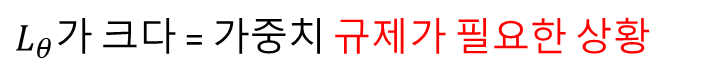 L_θ가 크다 = 가중치 규제가 필요한 상황